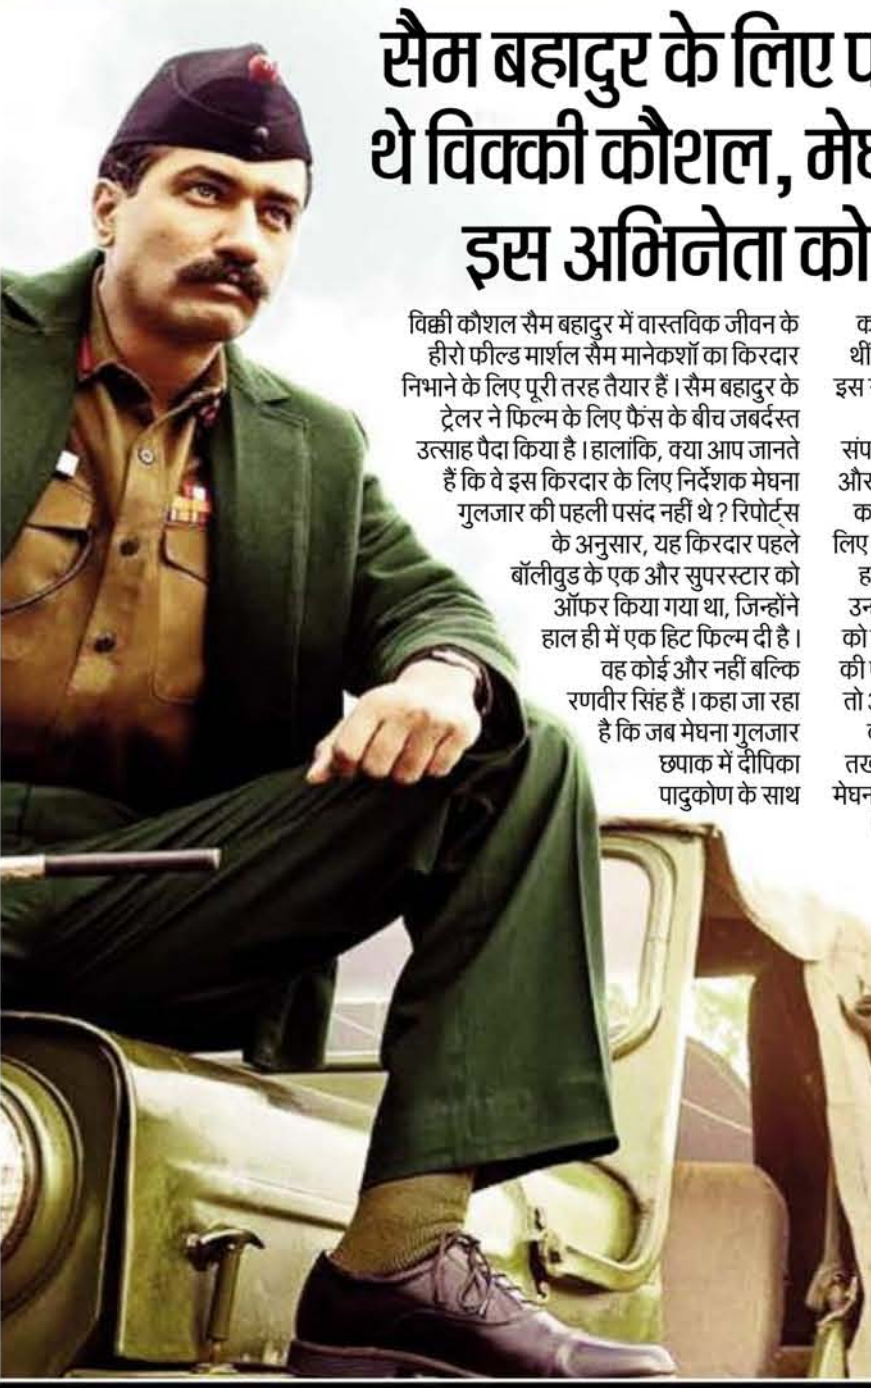 सैम बहादुर के लिए
थे विक्की कौशल,
इस अभिनेता को
विक्की कौशल सैम बहादुर में वास्तविक जीवन के
हीरो फील्ड मार्शल सैम मानेकशॉ का किरदार
निभाने के लिए पूरी तरह तैयार हैं । सैम बहादुर के
ट्रेलर ने फिल्म के लिए फैंस के बीच जबर्दस्त
उत्साह पैदा किया है । हालांकि, क्या आप जानते
हैं कि वे इस किरदार के लिए निर्देशक मेघना
गुलजार की पहली पसंद नहीं थे ? रिपोर्ट्स
के अनुसार, यह किरदार पहले
बॉलीवुड के एक और सुपरस्टार को
ऑफर किया गया था, जिन्होंने
हाल ही में एक हिट फिल्म दी है ।
वह कोई और नहीं बल्कि
रणवीर सिंह हैं । कहा जा रहा
है कि जब मेघना गुलजार
छपाक में दीपिका
पादुकोण के साथ
इस
और
लिए
को
की
तो